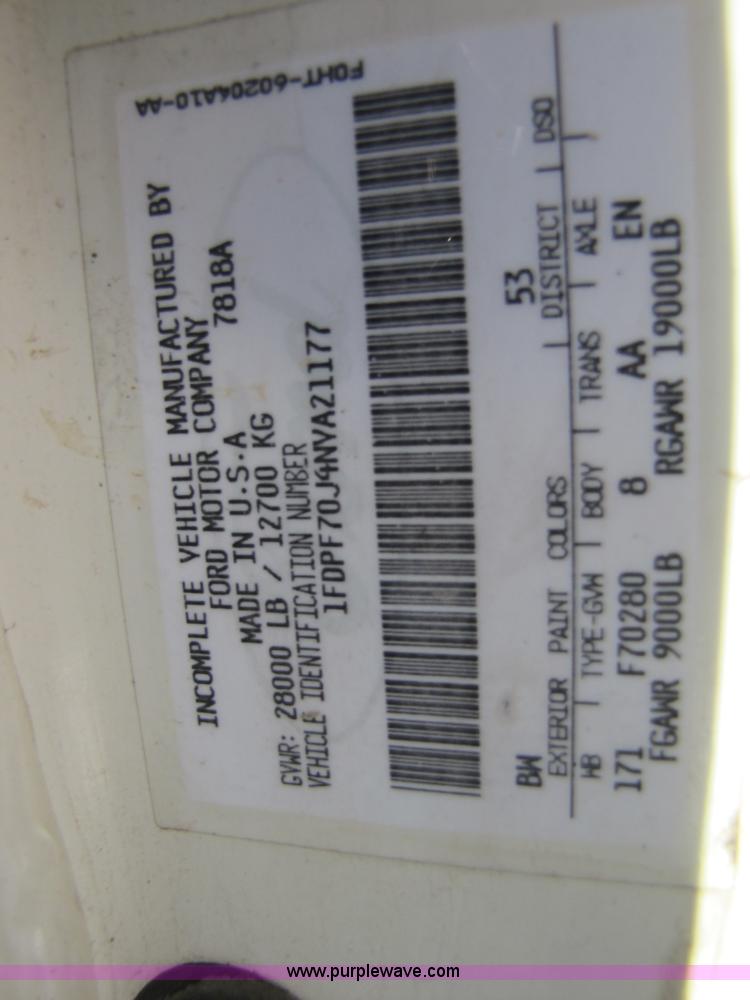 FOHT-60204A10-AA
INCOMPLETE VEHICLE MANUFACTURED BY
FORD MOTOR COMPANY
MADE IN U.S.A 7818A
GVWR: 28000 LB / 12700 KG
VEHICLE IDENTIFICATION NUMBER
1FDPF70J4NVA21177
BW 53
EXTERIOR PAINT COLORS | DISTRICT | DSO
WB | TYPE-GVW | BODY | TRANS | AXLE
171 F70280 8 AA EN
FGAWR 9000LB RGAWR 19000LB
www.purplewave.com